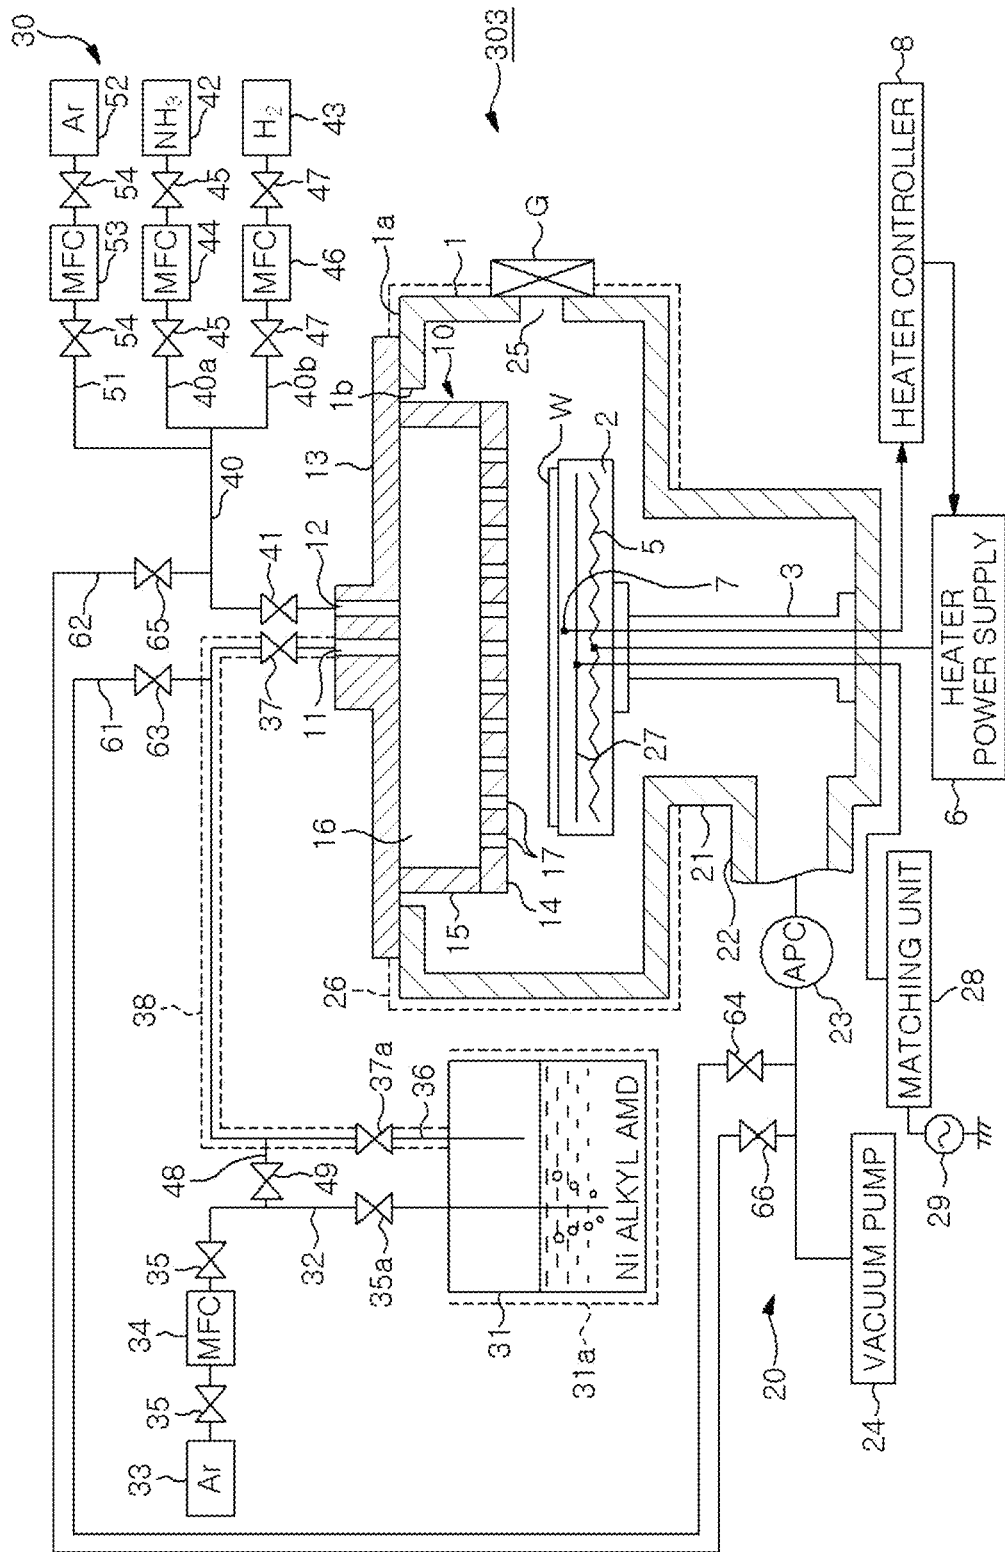 30
Ar
52
NH3
42
H2
43
54
45
47
MFC
53
MFC
44
MFC
46
54
45
47
51
40a
40b
40
303
62
65
41
61
63
37
12
11
13
1a
1b
10
1
G
25
W
2
5
7
3
27
16
17
14
15
26
21
22
8
HEATER CONTROLLER
HEATER
POWER SUPPLY
6
38
37a
36
48
49
32
35a
35
MFC
34
35
Ar
33
Ni ALKYL AMD
31
31a
64
66
APC
23
MATCHING UNIT
28
29
20
VACUUM PUMP
24